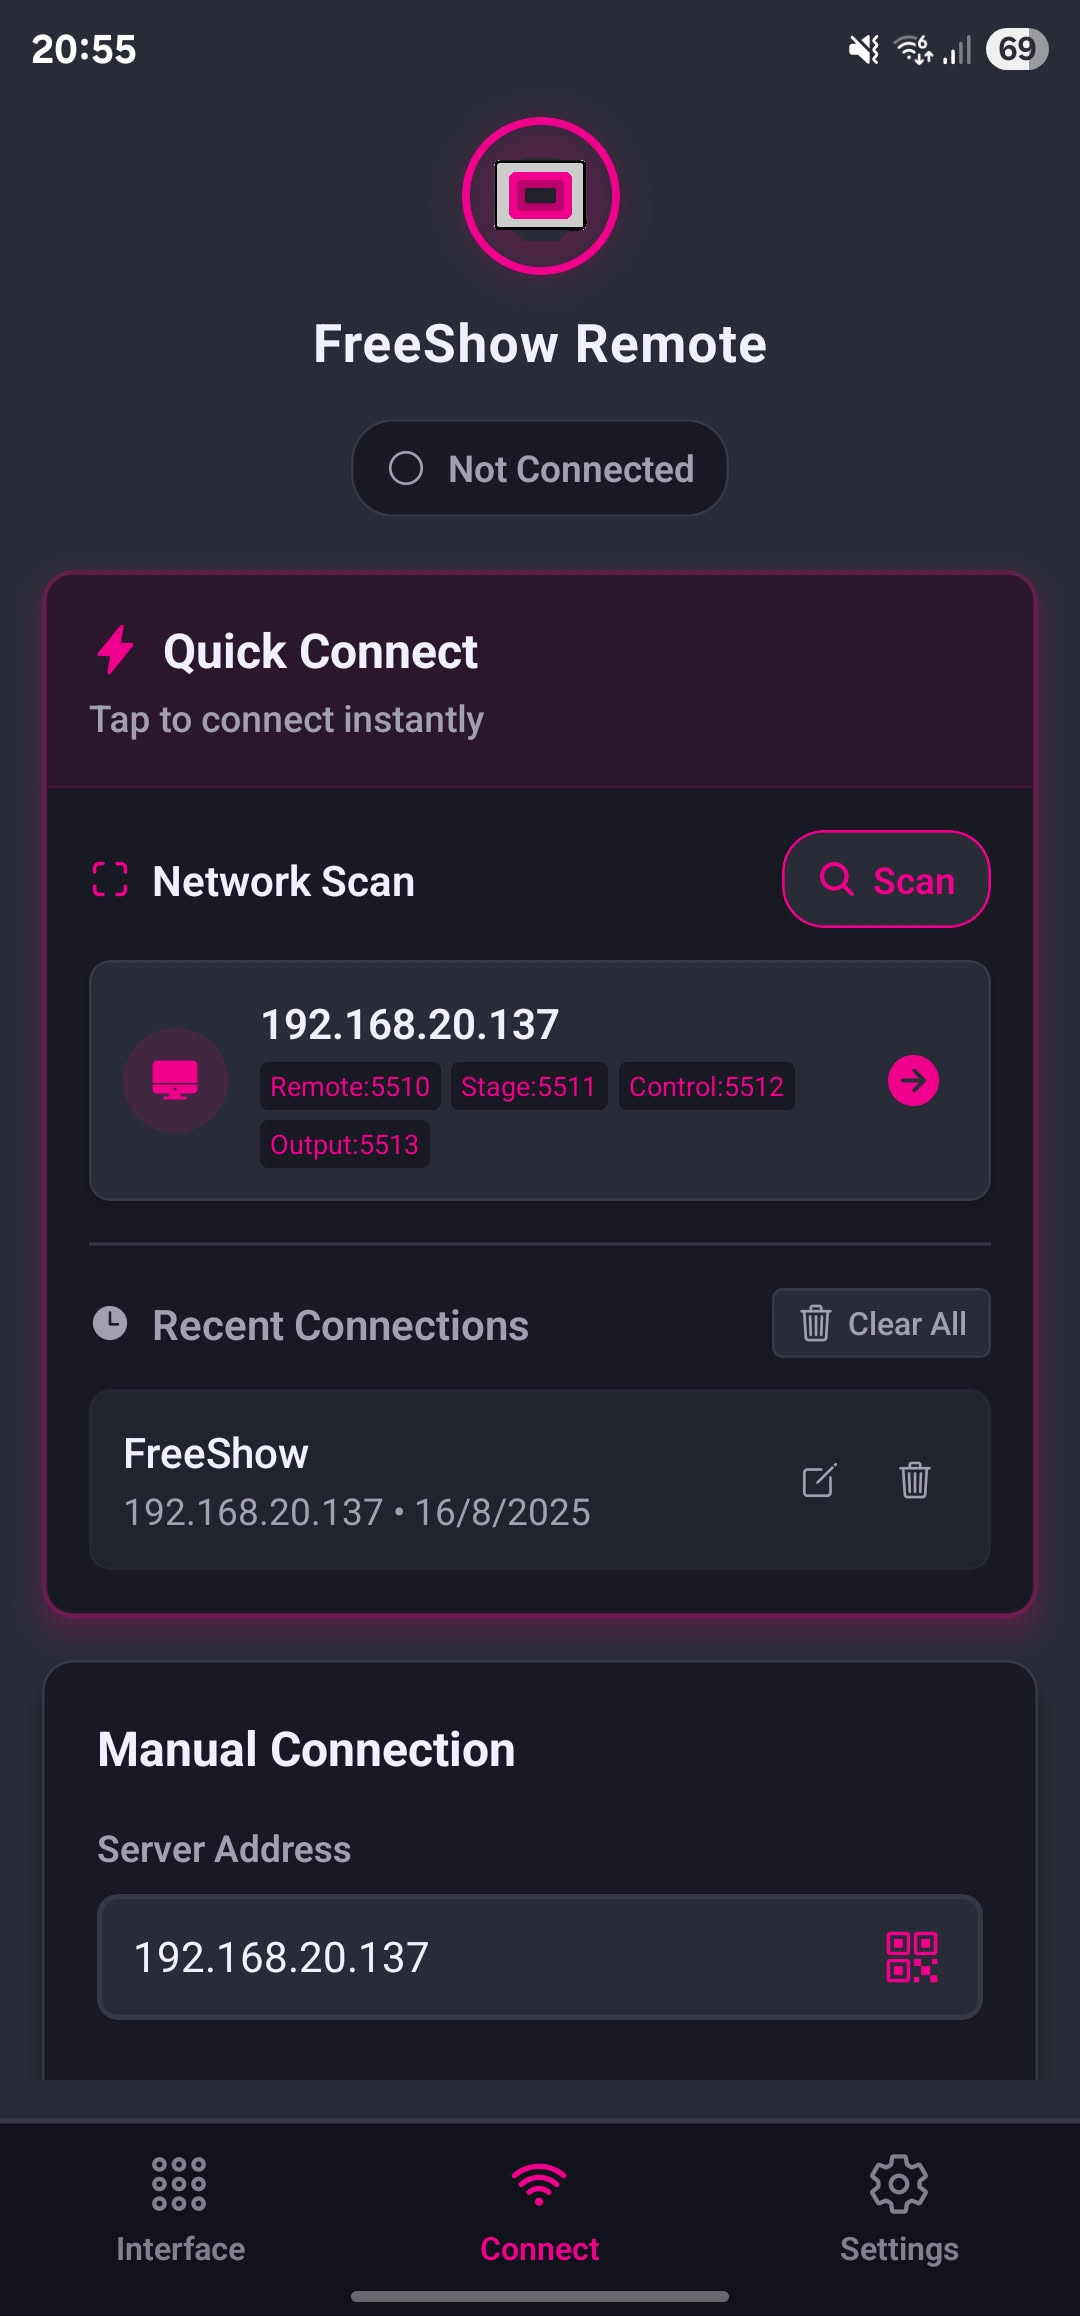 20:55
6
69
FreeShow Remote
Not Connected
Quick Connect
Tap to connect instantly
Network Scan
Scan
192.168.20.137
Remote:5510 Stage:5511 Control:5512
Output:5513
Recent Connections
Clear All
FreeShow
192.168.20.137 • 16/8/2025
Manual Connection
Server Address
192.168.20.137
Interface
Connect
Settings